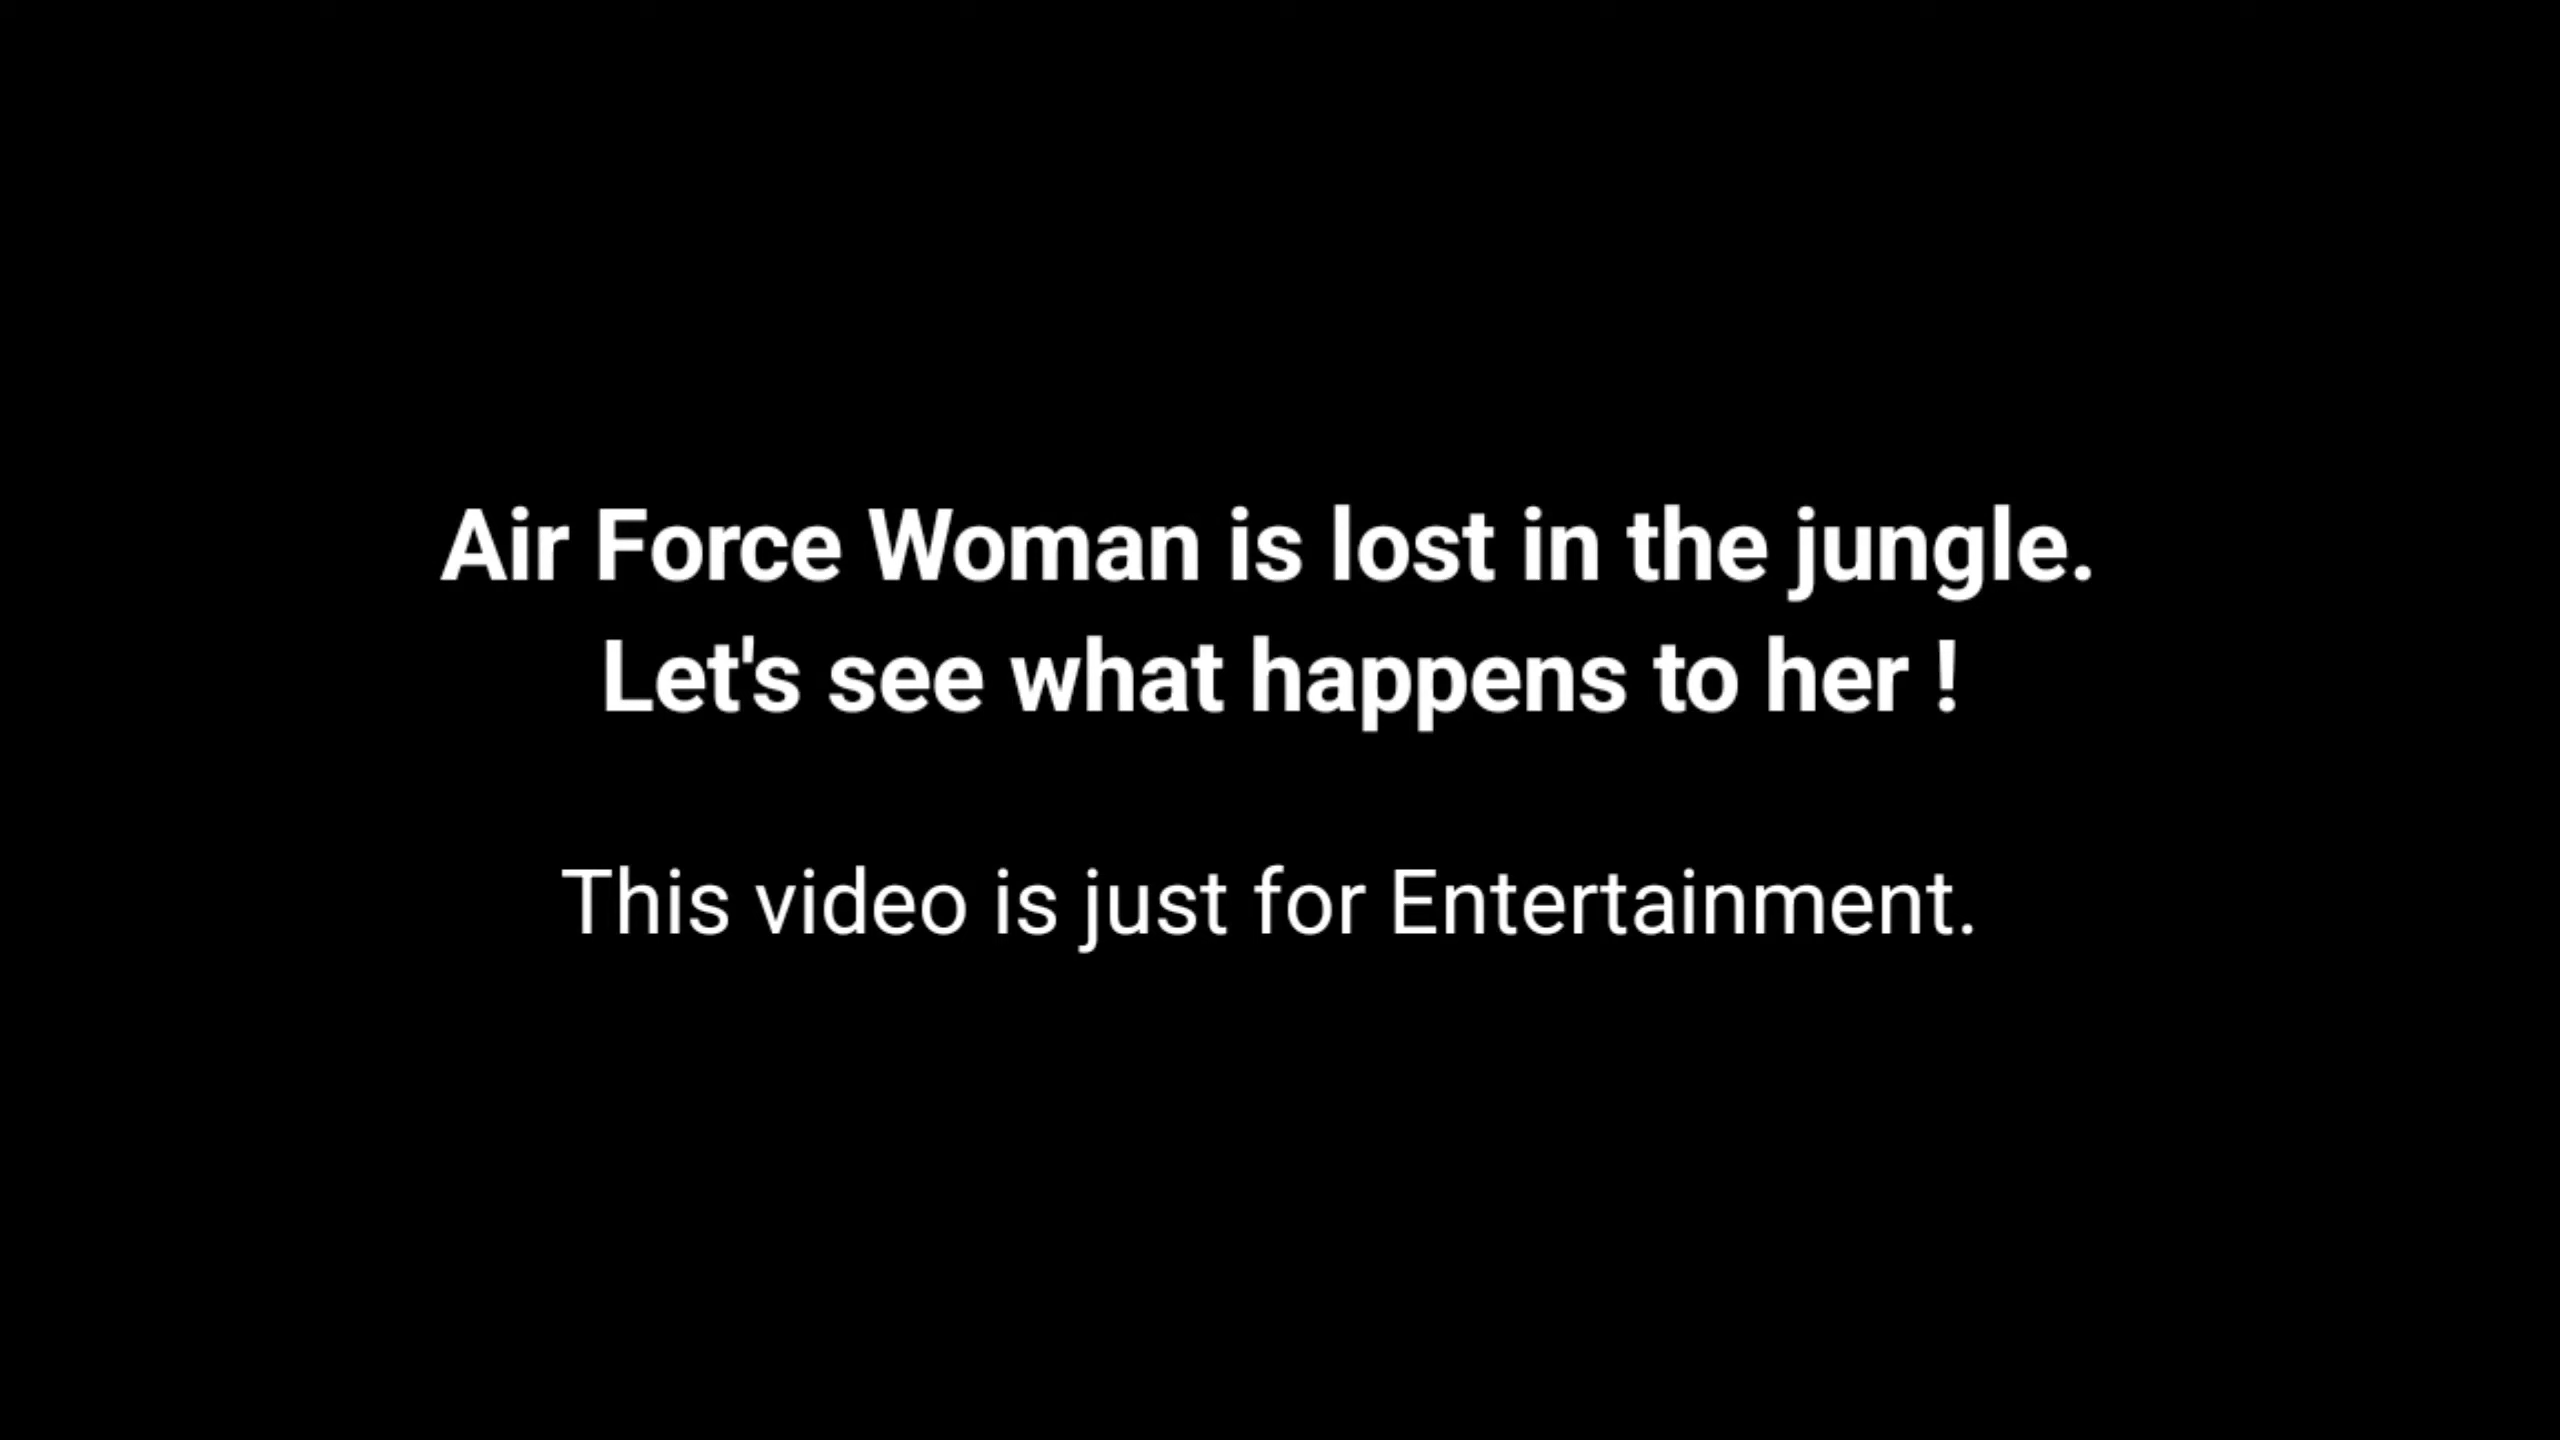 Air Force Woman is lost in the jungle.
Let's see what happens to her !
This video is just for Entertainment.